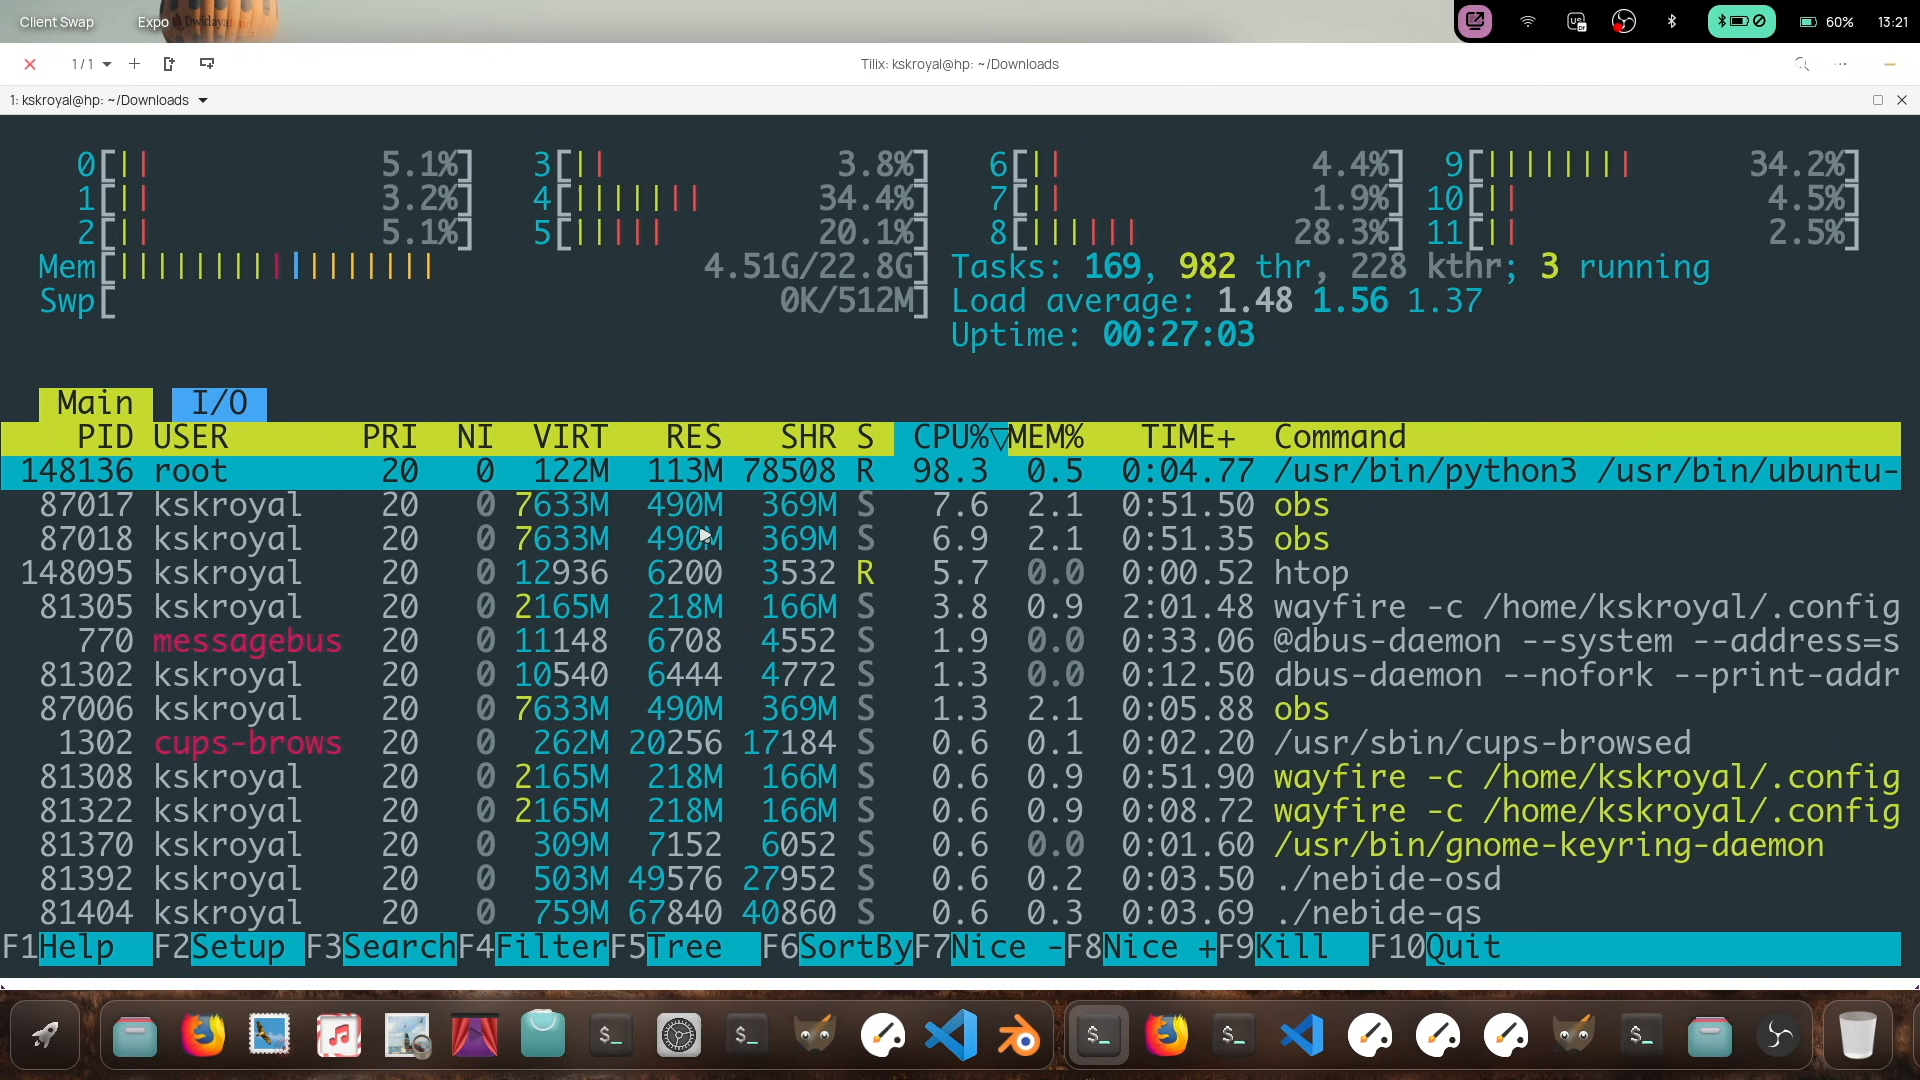 Client Swap Expo 60% 13:21
1 / 1 Tilix: kskroyal@hp: ~/Downloads
1: kskroyal@hp: ~/Downloads
0[|| 5.1%] 3[|| 3.8%] 6[|| 4.4%] 9[|||||||| 34.2%]
1[|| 3.2%] 4[||||||| 34.4%] 7[|| 1.9%] 10[|| 4.5%]
2[|| 5.1%] 5[||||| 20.1%] 8[|||||| 28.3%] 11[|| 2.5%]
Mem[||||||||||||||||| 4.51G/22.8G] Tasks: 169, 982 thr, 228 kthr; 3 running
Swp[ 0K/512M] Load average: 1.48 1.56 1.37
Uptime: 00:27:03
Main I/O
PID USER PRI NI VIRT RES SHR S CPU%▽MEM% TIME+ Command
148136 root 20 0 122M 113M 78508 R 98.3 0.5 0:04.77 /usr/bin/python3 /usr/bin/ubuntu-
87017 kskroyal 20 0 7633M 490M 369M S 7.6 2.1 0:51.50 obs
87018 kskroyal 20 0 7633M 490M 369M S 6.9 2.1 0:51.35 obs
148095 kskroyal 20 0 12936 6200 3532 R 5.7 0.0 0:00.52 htop
81305 kskroyal 20 0 2165M 218M 166M S 3.8 0.9 2:01.48 wayfire -c /home/kskroyal/.config
770 messagebus 20 0 11148 6708 4552 S 1.9 0.0 0:33.06 @dbus-daemon --system --address=s
81302 kskroyal 20 0 10540 6444 4772 S 1.3 0.0 0:12.50 dbus-daemon --nofork --print-addr
87006 kskroyal 20 0 7633M 490M 369M S 1.3 2.1 0:05.88 obs
1302 cups-brows 20 0 262M 20256 17184 S 0.6 0.1 0:02.20 /usr/sbin/cups-browsed
81308 kskroyal 20 0 2165M 218M 166M S 0.6 0.9 0:51.90 wayfire -c /home/kskroyal/.config
81322 kskroyal 20 0 2165M 218M 166M S 0.6 0.9 0:08.72 wayfire -c /home/kskroyal/.config
81370 kskroyal 20 0 309M 7152 6052 S 0.6 0.0 0:01.60 /usr/bin/gnome-keyring-daemon
81392 kskroyal 20 0 503M 49576 27952 S 0.6 0.2 0:03.50 ./nebide-osd
81404 kskroyal 20 0 759M 67840 40860 S 0.6 0.3 0:03.69 ./nebide-qs
F1Help F2Setup F3SearchF4FilterF5Tree F6SortByF7Nice -F8Nice +F9Kill F10Quit